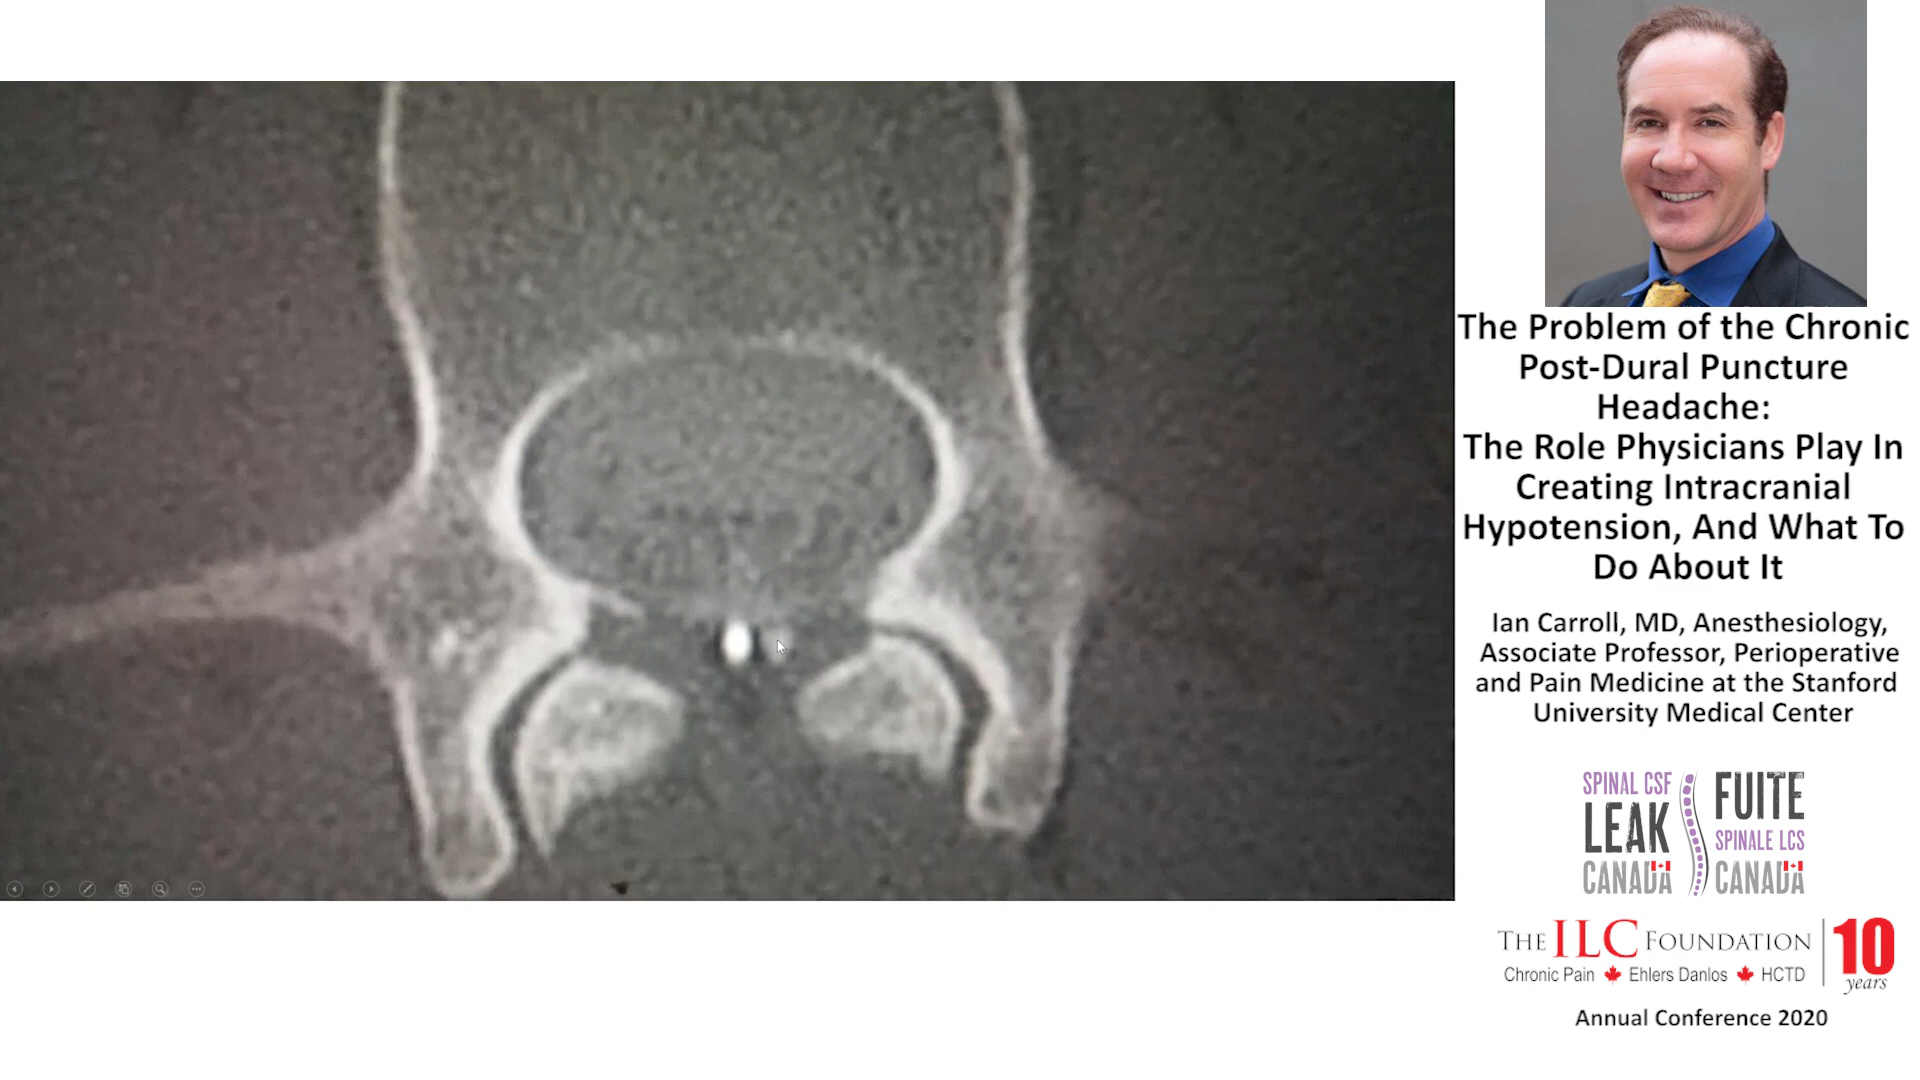 The Problem of the Chronic
Post-Dural Puncture
Headache:
The Role Physicians Play In
Creating Intracranial
Hypotension, And What To
Do About It
Ian Carroll, MD, Anesthesiology,
Associate Professor, Perioperative
and Pain Medicine at the Stanford
University Medical Center
SPINAL CSF
LEAK
CANADA
FUITE
SPINALE LCS
CANADA
THE ILC FOUNDATION
Chronic Pain Ehlers Danlos HCTD
10
years
Annual Conference 2020